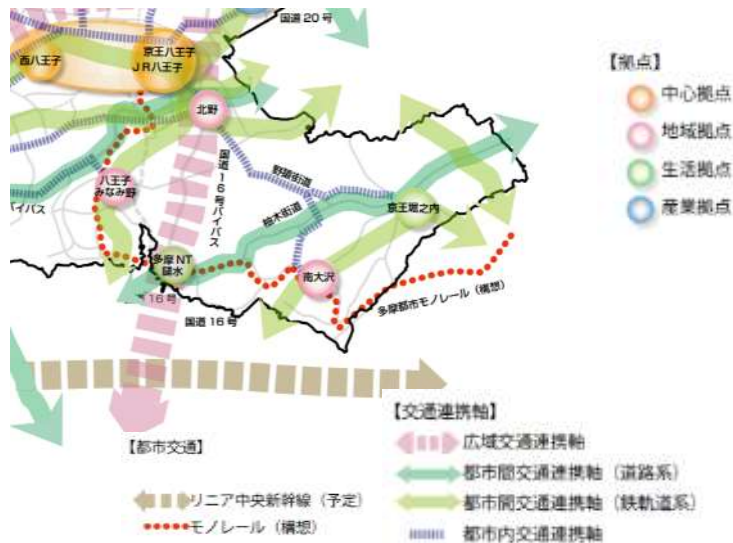 国道20号
西八王子
京王八王子
JR八王子
北野
野猿街道
国道16号バイパス
八王子
みなみ野
バイパス
柚木街道
京王堀之内
多摩NT
鑓水
南大沢
16号
国道16号
多摩都市モノレール(構想)
【拠点】
中心拠点
地域拠点
生活拠点
産業拠点
【都市交通】
リニア中央新幹線(予定)
モノレール(構想)
【交通連携軸】
広域交通連携軸
都市間交通連携軸(道路系)
都市間交通連携軸(鉄軌道系)
都市内交通連携軸